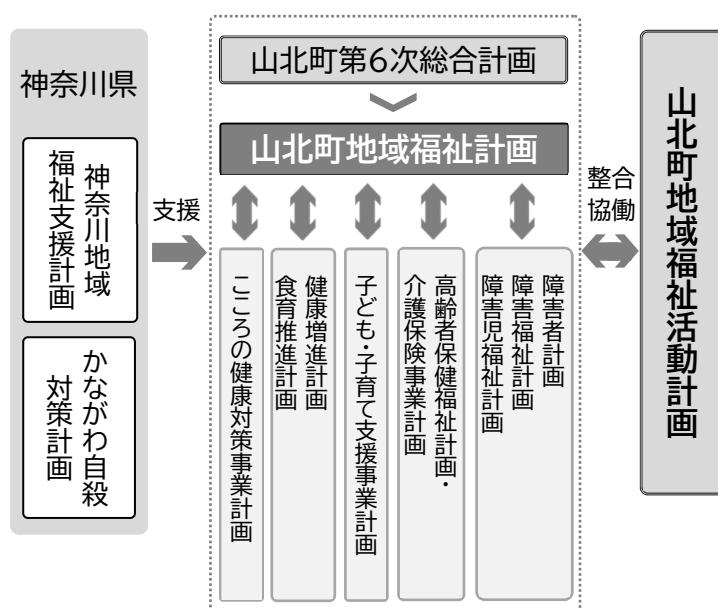 神奈川県
神奈川地域
福祉支援計画
かながわ自殺
対策計画
支援
山北町第6次総合計画
山北町地域福祉計画
こころの健康対策事業計画
健康増進計画
食育推進計画
子ども・子育て支援事業計画
高齢者保健福祉計画・
介護保険事業計画
障害者計画
障害福祉計画
障害児福祉計画
整合
協働
山北町地域福祉活動計画